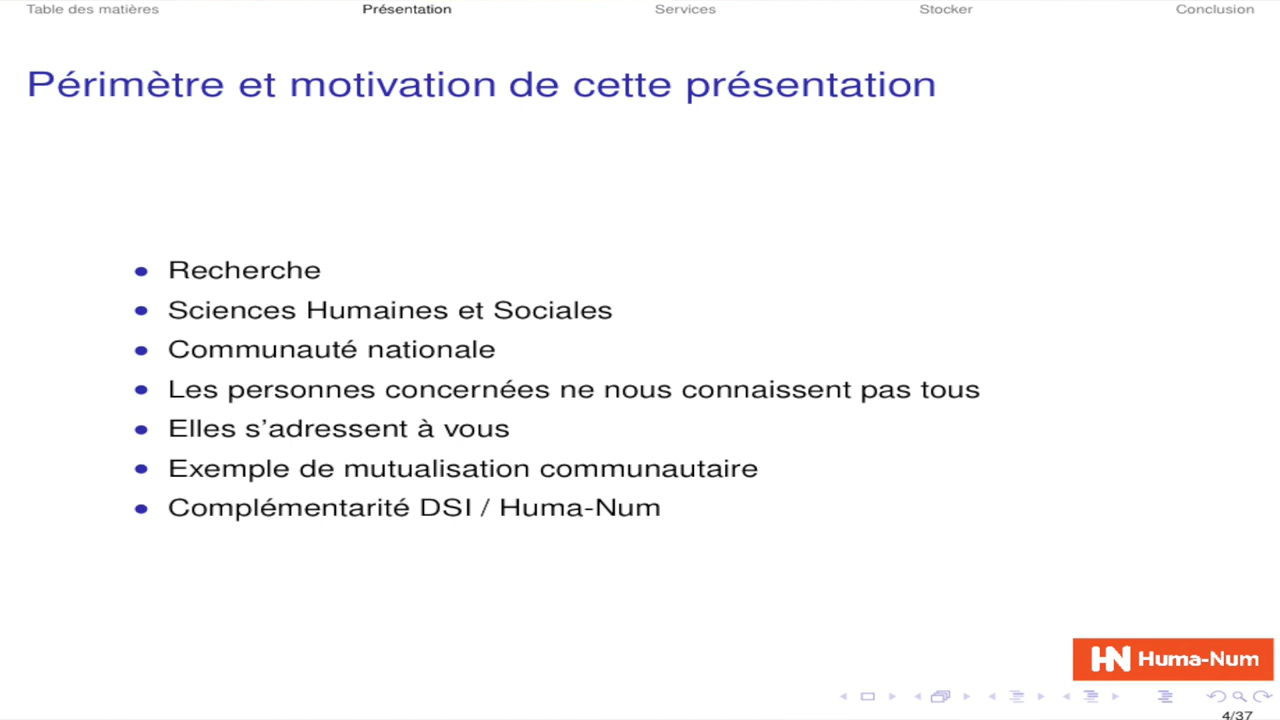 Table des matières Présentation Services Stocker Conclusion
Périmètre et motivation de cette présentation
• Recherche
• Sciences Humaines et Sociales
• Communauté nationale
• Les personnes concernées ne nous connaissent pas tous
• Elles s'adressent à vous
• Exemple de mutualisation communautaire
• Complémentarité DSI / Huma-Num
HN Huma-Num
4/37